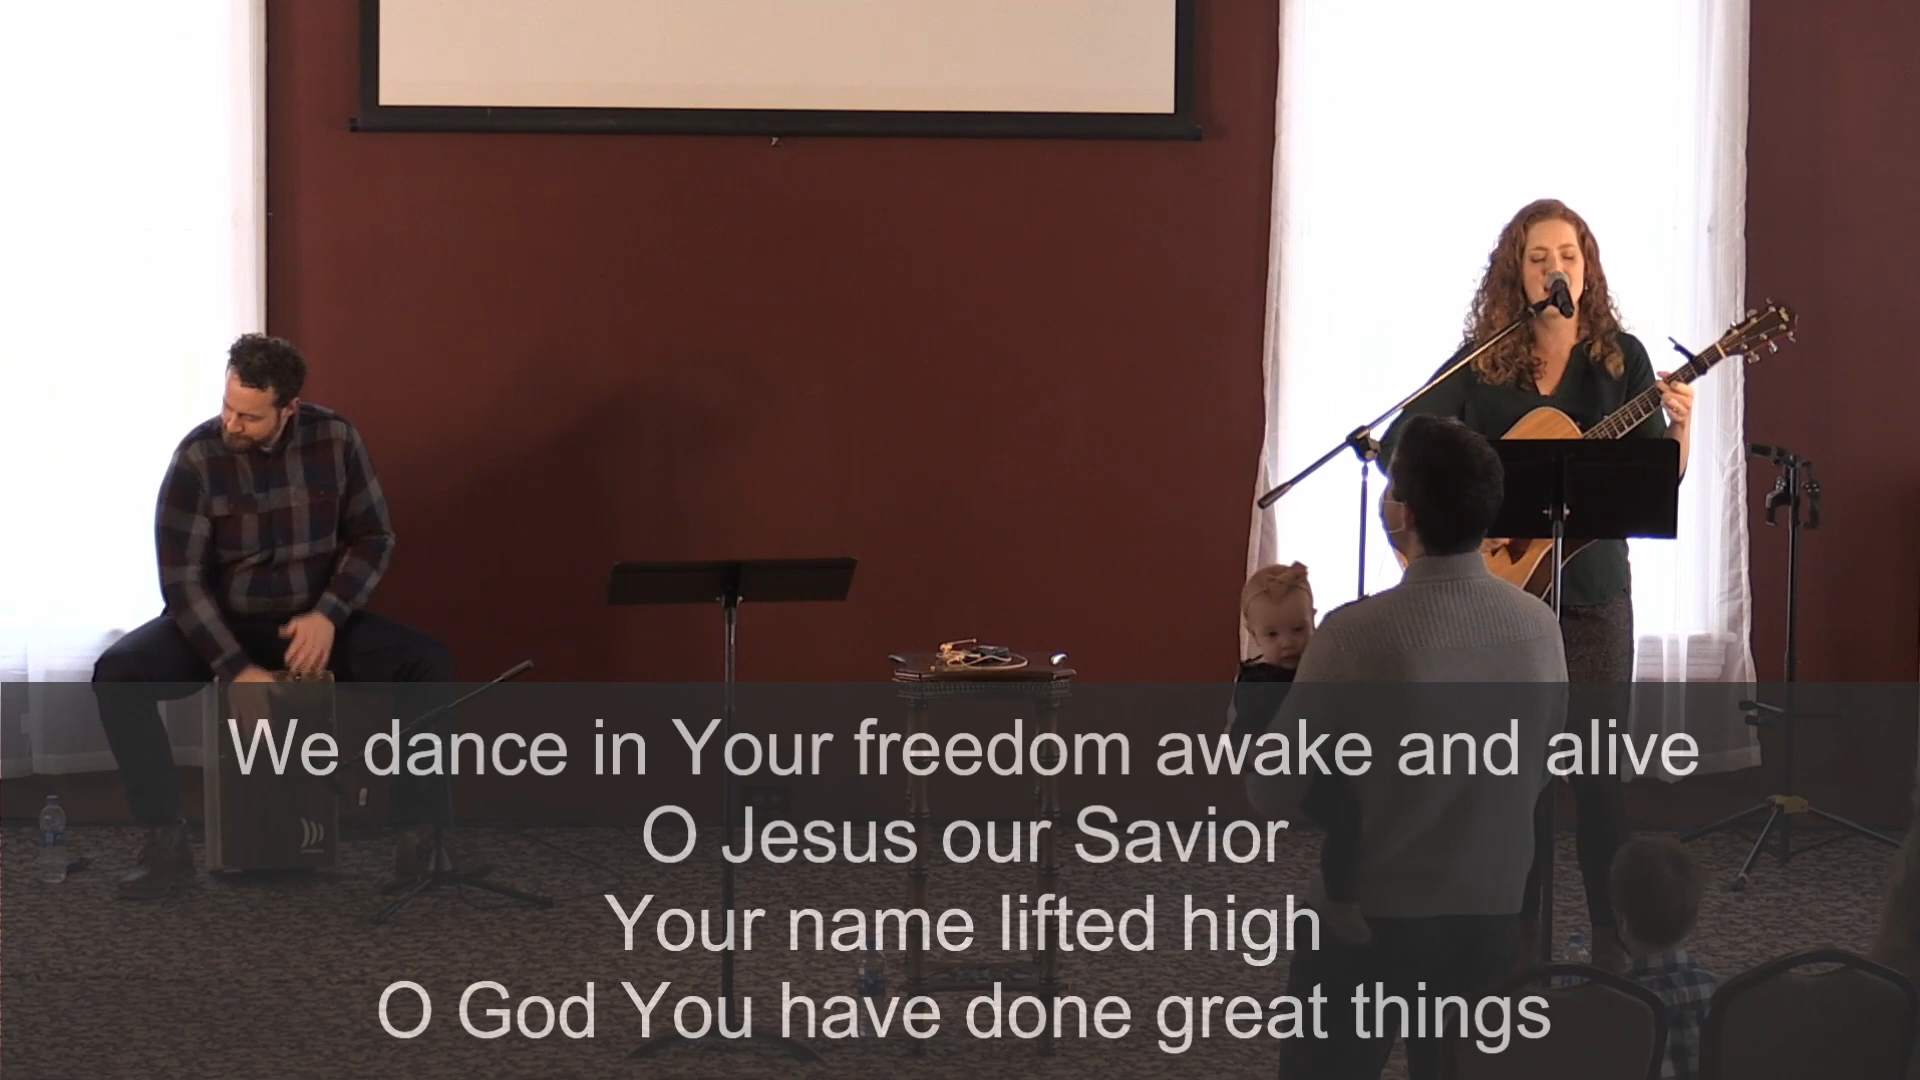 We dance in Your freedom awake and alive
O Jesus our Savior
Your name lifted high
O God You have done great things